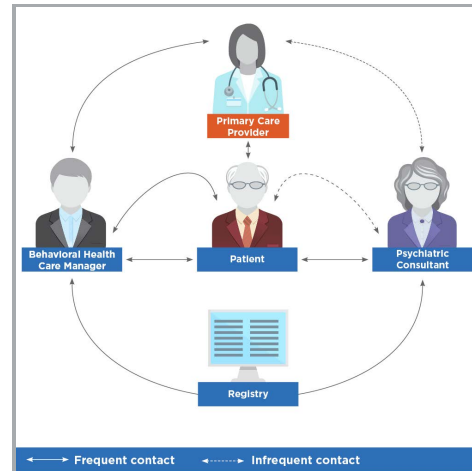 Primary Care
Provider
Behavioral Health
Care Manager
Patient
Psychiatric
Consultant
Registry
Frequent contact
Infrequent contact